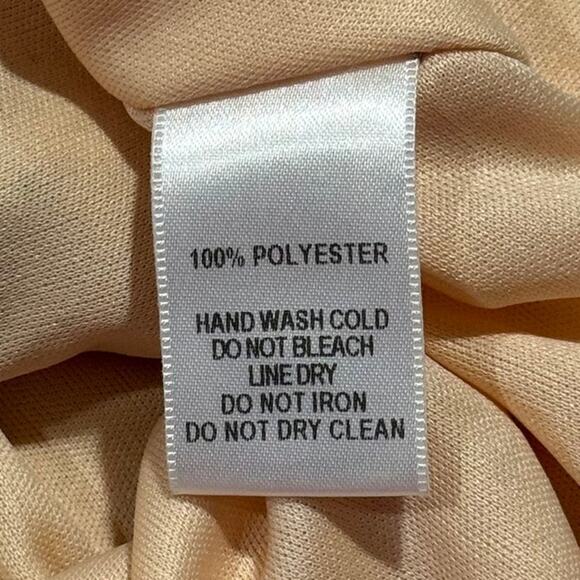 100% POLYESTER
HAND WASH COLD
DO NOT BLEACH
LINE DRY
DO NOT IRON
DO NOT DRY CLEAN